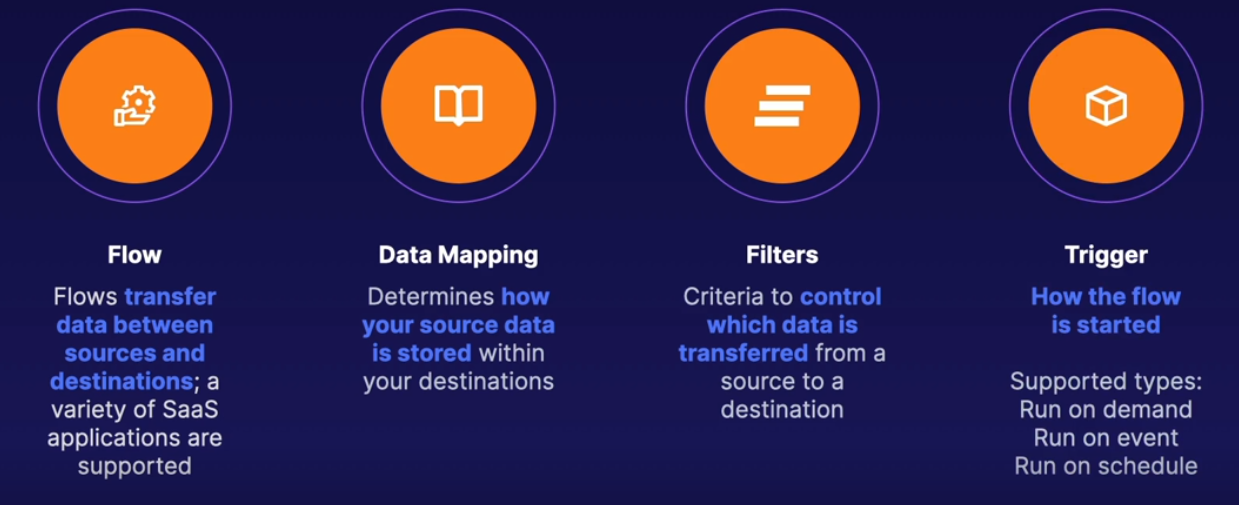 Flow
Flows transfer
data between
sources and
destinations; a
variety of SaaS
applications are
supported
Data Mapping
Determines how
your source data
is stored within
your destinations
Filters
Criteria to control
which data is
transferred from a
source to a
destination
Trigger
How the flow
is started
Supported types:
Run on demand
Run on event
Run on schedule